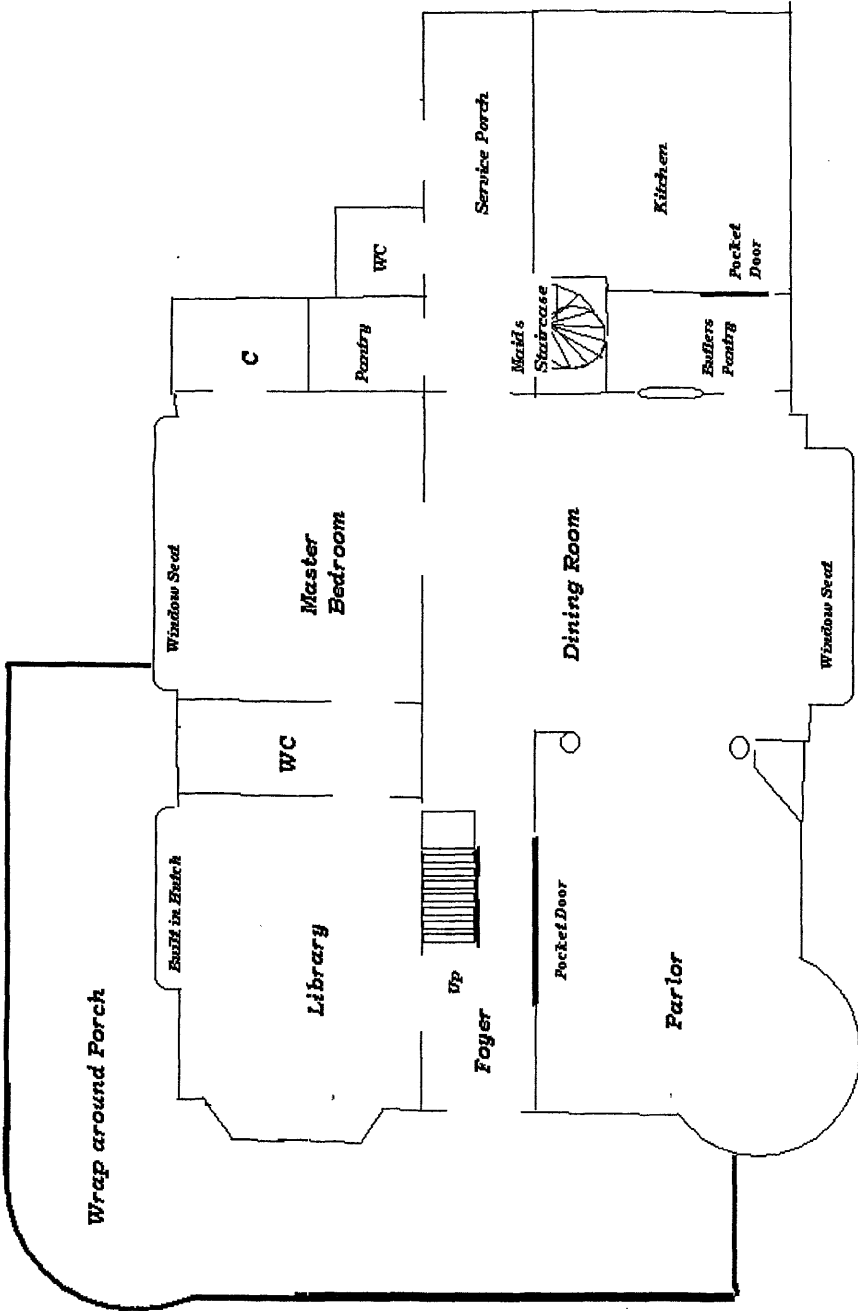 Wrap around Porch
Built in Hutch
Window Seat
C
WC
Library
Master
Bedroom
Pantry
WC
Up
Foyer
Service Porch
Maids
Staircase
Pocket Door
Dining Room
Kitchen
Parlor
Butlers
Pantry
Pocket
Door
Window Seat